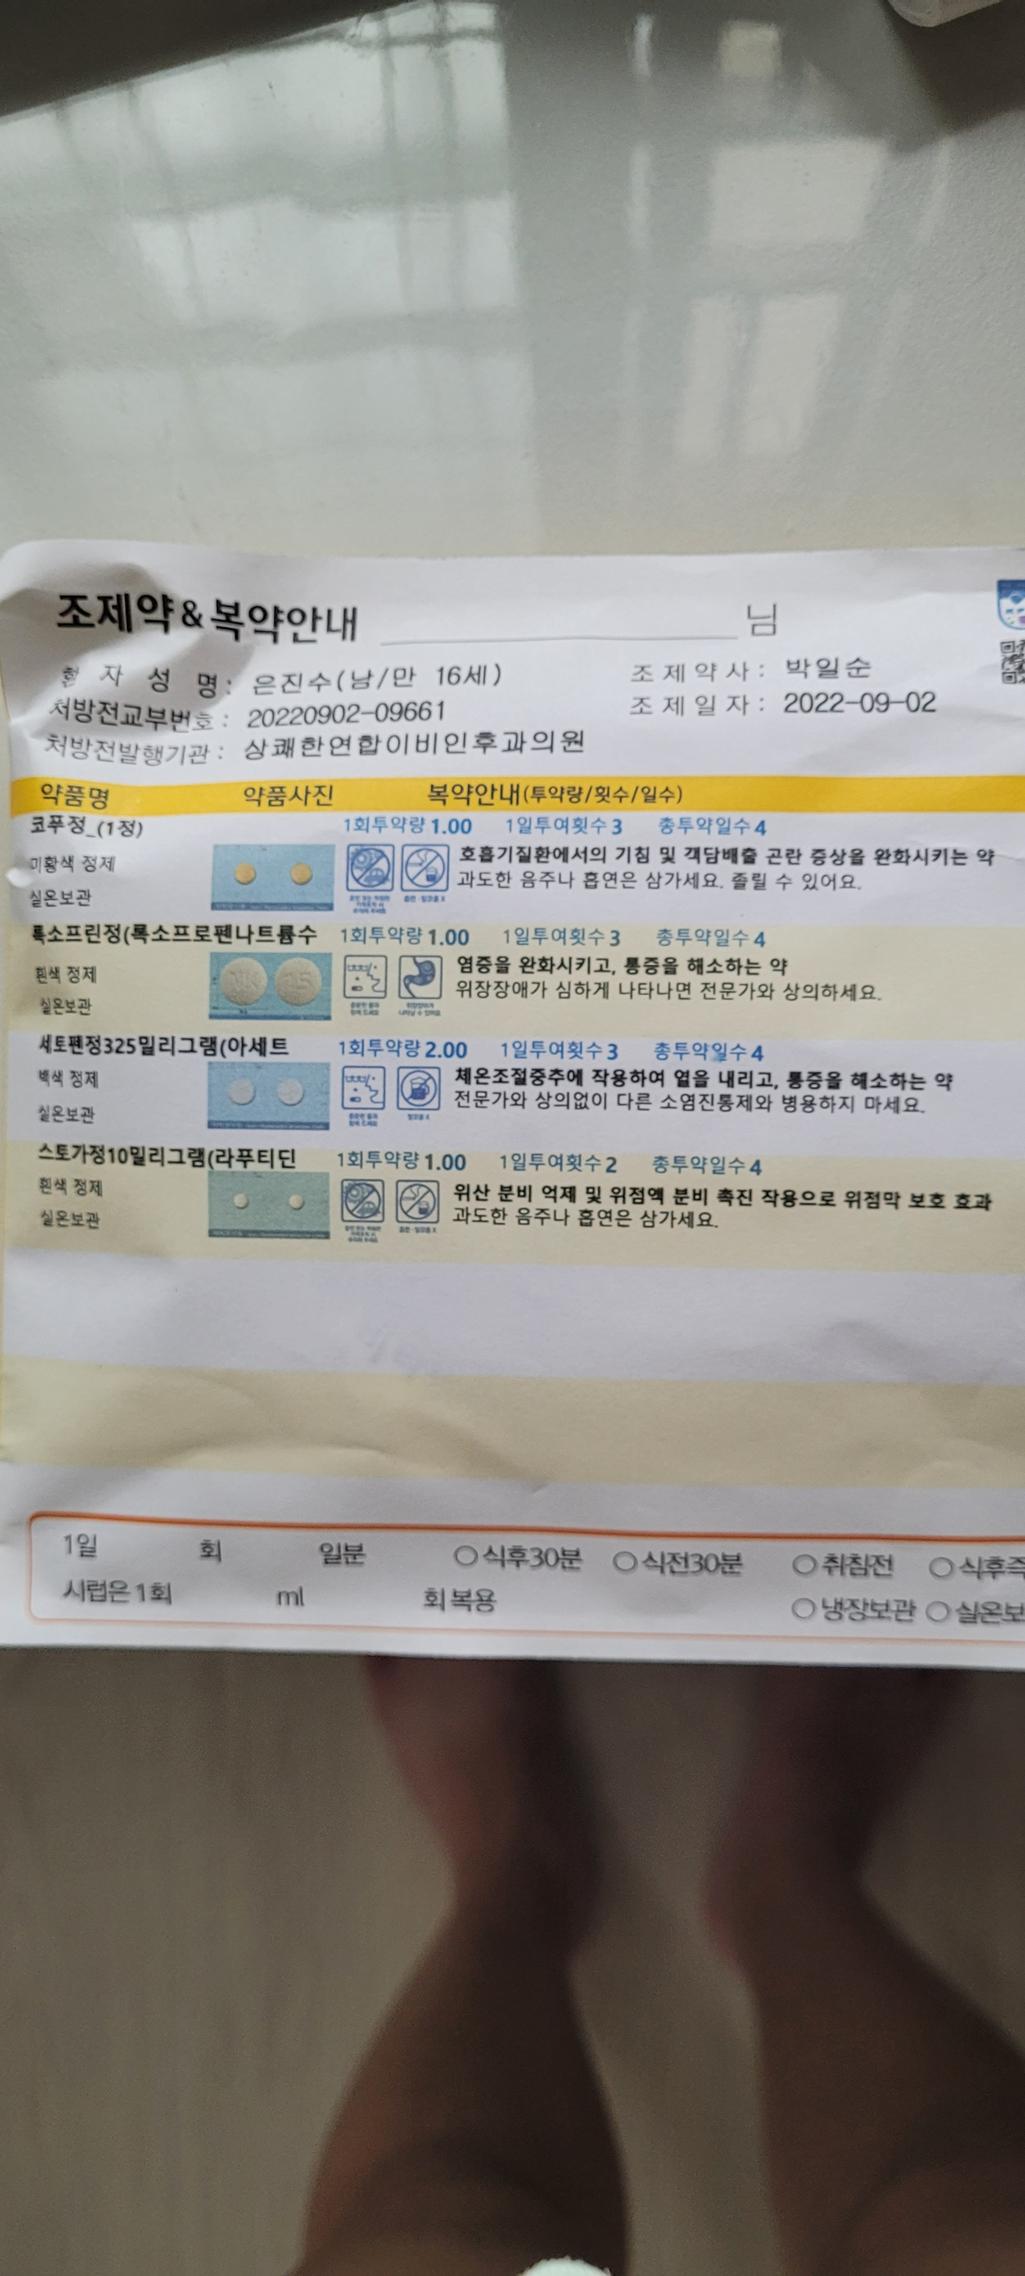 조제약&복약안내 님
환 자 성 명 : 은진수(남/만 16세) 조 제 약 사 : 박일순
처방전교부번호 : 20220902-09661 조 제 일 자 : 2022-09-02
처방전발행기관 : 상쾌한연합이비인후과의원
약품명 약품사진 복약안내(투약량/횟수/일수)
코푸정_(1정) 1회투약량 1.00 1일투여횟수 3 총투약일수 4
미황색 정제 호흡기질환에서의 기침 및 객담배출 곤란 증상을 완화시키는 약
실온보관 과도한 음주나 흡연은 삼가세요. 졸릴 수 있어요.
록소프린정(록소프로펜나트륨수 1회투약량 1.00 1일투여횟수 3 총투약일수 4
흰색 정제 염증을 완화시키고, 통증을 해소하는 약
실온보관 위장장애가 심하게 나타나면 전문가와 상의하세요.
세토펜정325밀리그램(아세트 1회투약량 2.00 1일투여횟수 3 총투약일수 4
백색 정제 체온조절중추에 작용하여 열을 내리고, 통증을 해소하는 약
실온보관 전문가와 상의없이 다른 소염진통제와 병용하지 마세요.
스토가정10밀리그램(라푸티딘 1회투약량 1.00 1일투여횟수 2 총투약일수 4
흰색 정제 위산 분비 억제 및 위점액 분비 촉진 작용으로 위점막 보호 효과
실온보관 과도한 음주나 흡연은 삼가세요.
1일 회 일분 ○식후30분 ○식전30분 ○취침전 ○식후즉
시럽은 1회 ml 회 복용 ○냉장보관 ○실온보